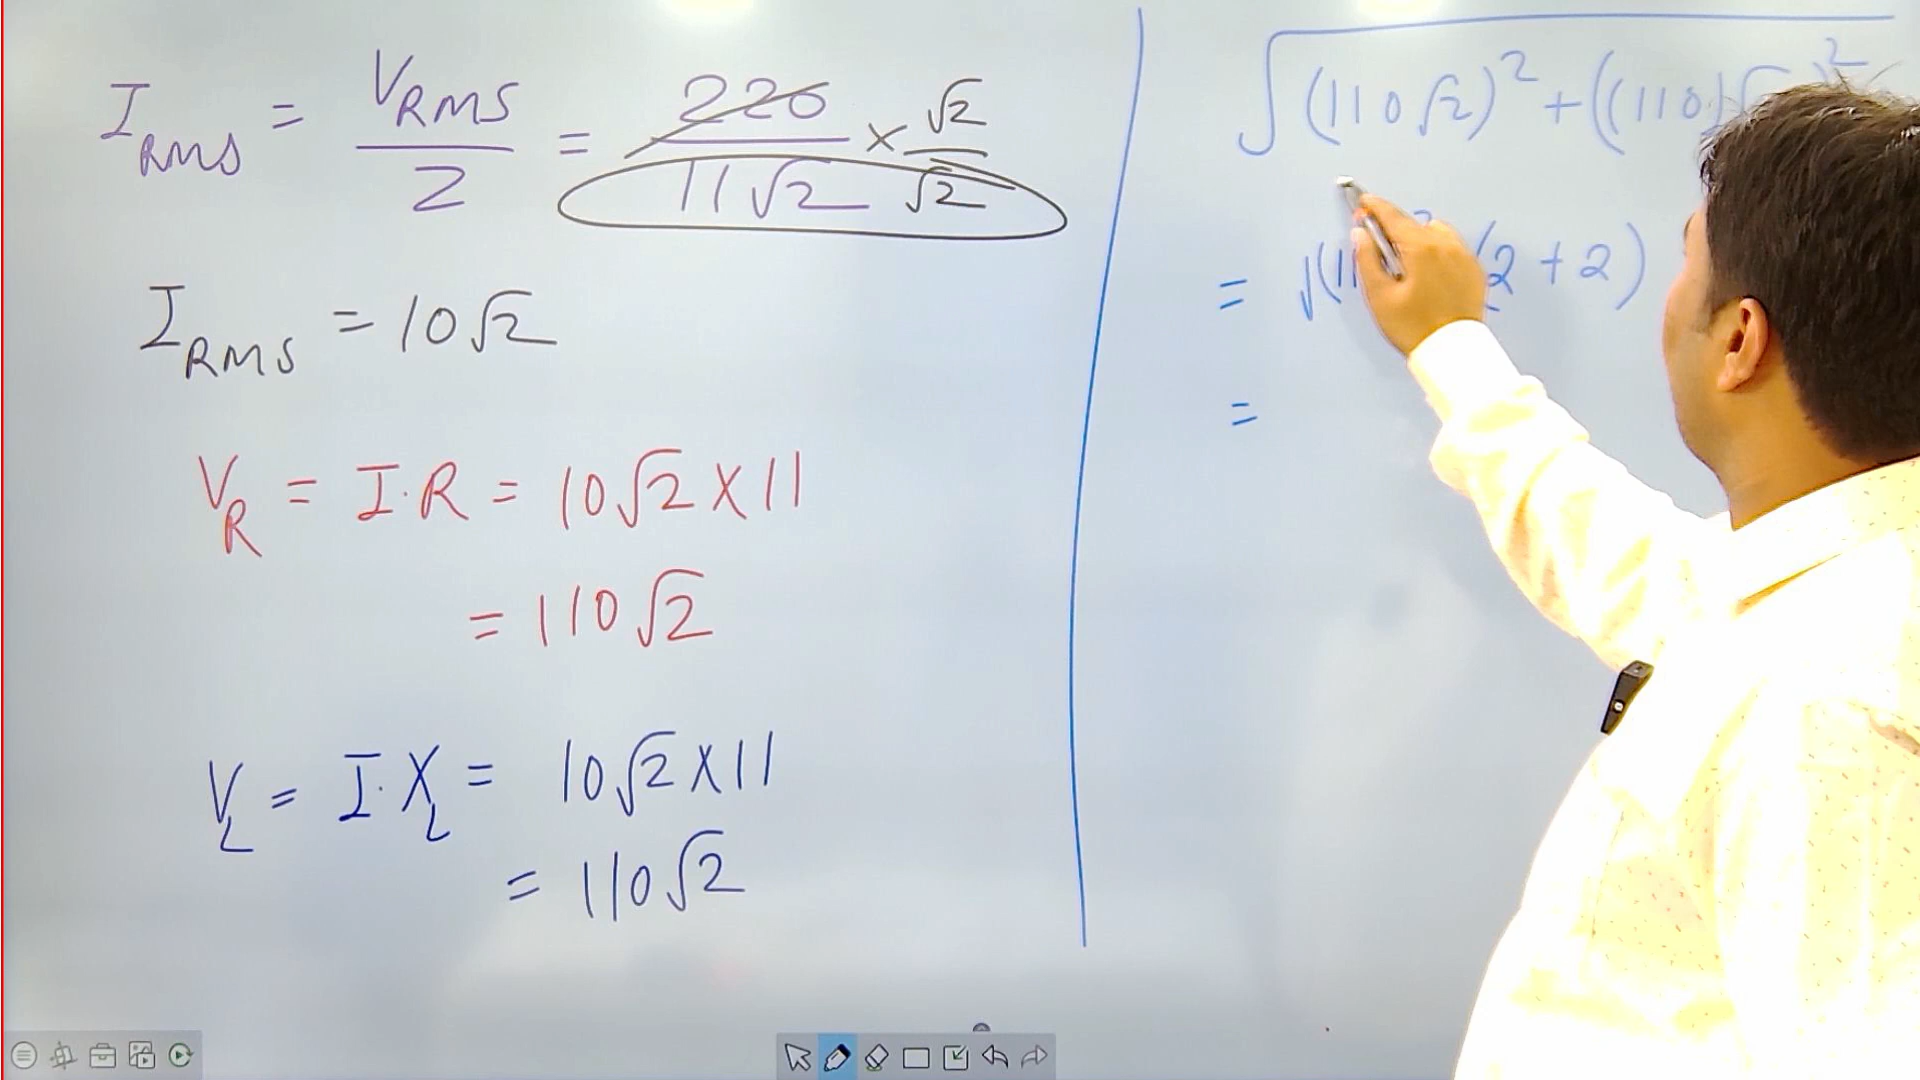 I_RMS = V_RMS / Z = 220 / 11√2 × √2 / √2
I_RMS = 10√2
V_R = I·R = 10√2 × 11
= 110√2
V_L = I·X_L = 10√2 × 11
= 110√2
√(110√2)² + ((110)√ )²
= √(11 (2+2)
=